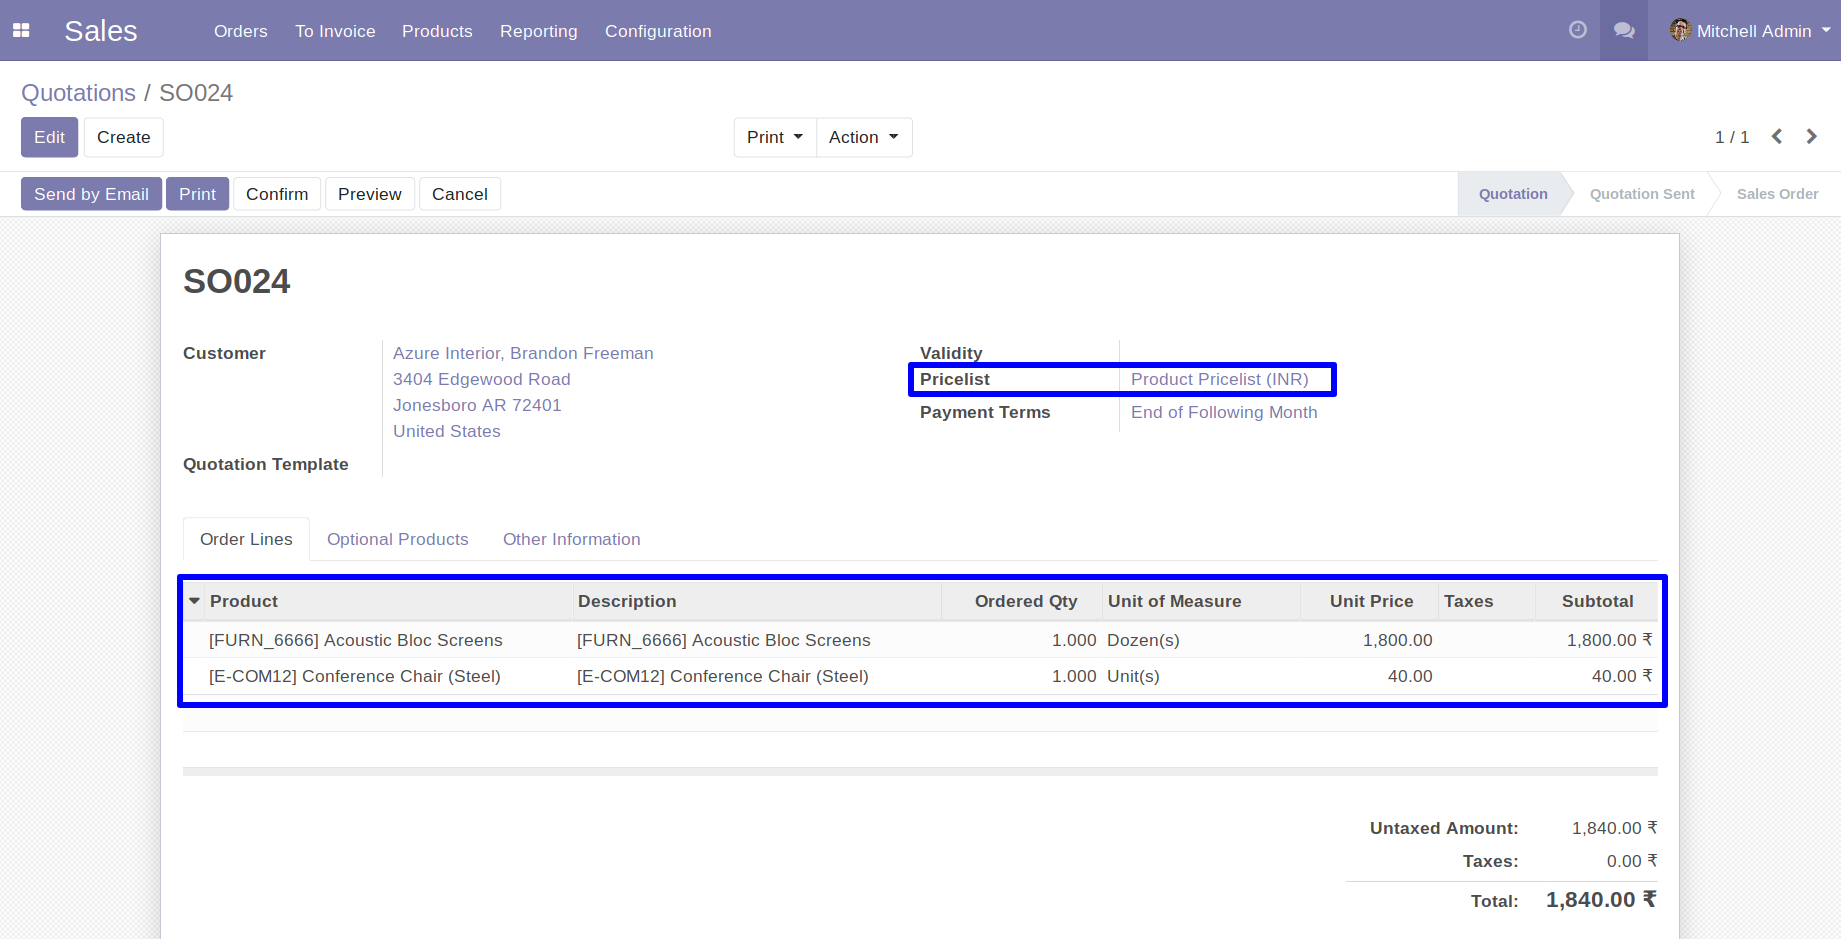 Sales Orders To Invoice Products Reporting Configuration Mitchell Admin
Quotations / SO024
Edit Create Print Action 1 / 1
Send by Email Print Confirm Preview Cancel Quotation Quotation Sent Sales Order
SO024
Customer Azure Interior, Brandon Freeman Validity
3404 Edgewood Road Pricelist Product Pricelist (INR)
Jonesboro AR 72401 Payment Terms End of Following Month
United States
Quotation Template
Order Lines Optional Products Other Information
Product Description Ordered Qty Unit of Measure Unit Price Taxes Subtotal
[FURN_6666] Acoustic Bloc Screens [FURN_6666] Acoustic Bloc Screens 1.000 Dozen(s) 1,800.00 1,800.00 ₹
[E-COM12] Conference Chair (Steel) [E-COM12] Conference Chair (Steel) 1.000 Unit(s) 40.00 40.00 ₹
Untaxed Amount: 1,840.00 ₹
Taxes: 0.00 ₹
Total: 1,840.00 ₹